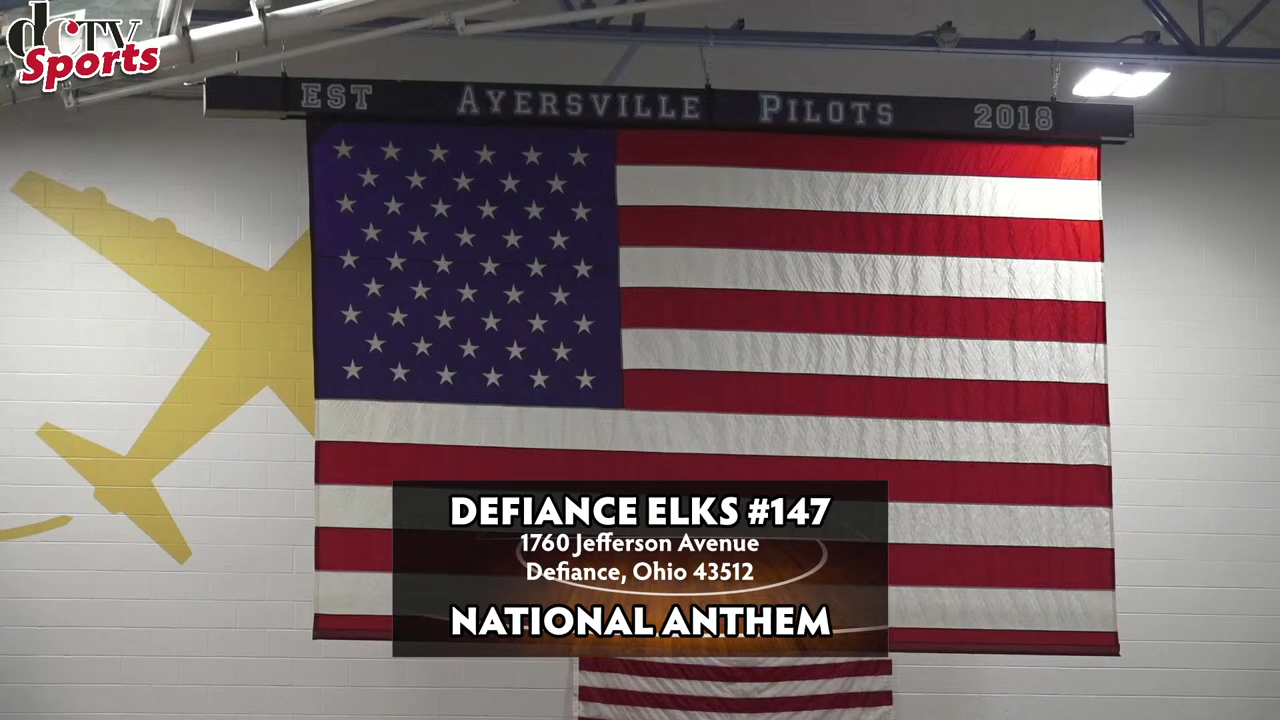 dctv
Sports
EST AYERSVILLE PILOTS 2018
DEFIANCE ELKS #147
1760 Jefferson Avenue
Defiance, Ohio 43512
NATIONAL ANTHEM